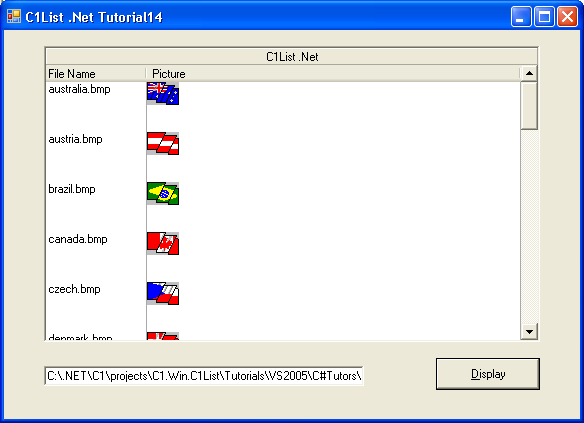 C1List .Net Tutorial14
C1List .Net
File Name Picture
australia.bmp
austria.bmp
brazil.bmp
canada.bmp
czech.bmp
denmark.bmp
C:\.NET\C1\projects\C1.Win.C1List\Tutorials\VS2005\C#Tutors\
Display